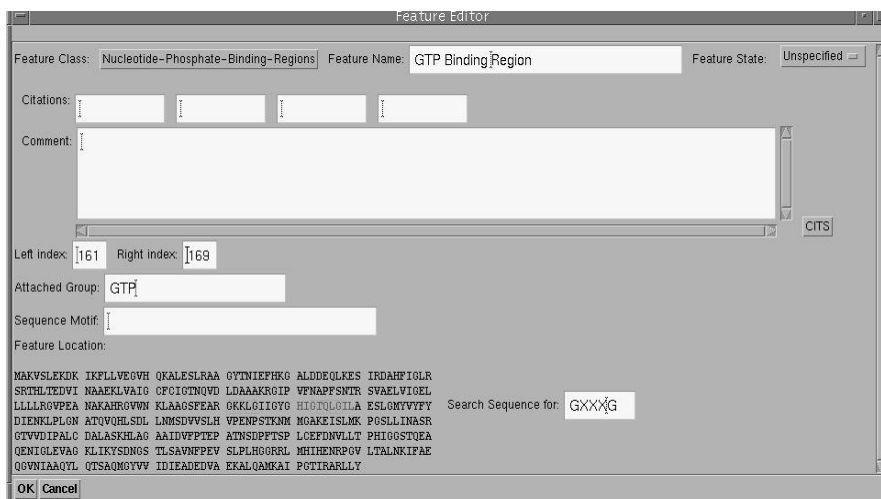 Feature Editor
Feature Class: Nucleotide-Phosphate-Binding-Regions Feature Name: GTP Binding Region Feature State: Unspecified
Citations:
Comment:
CITS
Left index: 161 Right index: 169
Attached Group: GTP
Sequence Motif:
Feature Location:
MAKVSLEKDK IKFLLVEGVH QKALESLRAA GYTNIEFHKG ALDDEQLKES IRDAHFIGLR
SRTHLTEDVI NAAEKLVAIG CFCIGTNQVD LDAAAKRGIP VFNAPFSNTR SVAELVIGEL
LLLLRGVPEA NAKAHRGVWN KLAAGSFEAR GKKLGIIGYG HIGTQLGILA ESLGMYVYFY
DIENKLPLGN ATQVQHLSDL LNMSDVVSLH VPENPSTKNM MGAKEISLMK PGSLLINASR
GTVVDIPALC DALASKHLAG AAIDVFPTEP ATNSDPFTSP LCEFDNVLLT PHIGGSTQEA
QENIGLEVAG KLIKYSDNGS TLSAVNFPEV SLPLHGGRRL MHIHENRPGV LTALNKIFAE
QGVNIAAQYL QTSAQMGYVV IDIEADEDVA EKALQAMKAI PGTIRARLLY
Search Sequence for: GXXXG
OK Cancel